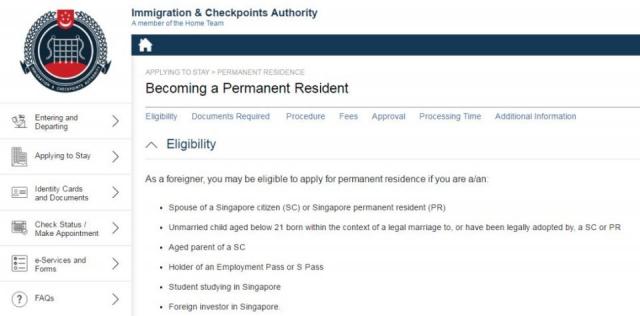 Immigration & Checkpoints Authority
A member of the Home Team
IMMIGRATION & CHECKPOINTS AUTHORITY
Entering and
Departing
Applying to Stay
Identity Cards
and Documents
Check Status /
Make Appointment
e-Services and
Forms
FAQs
APPLYING TO STAY > PERMANENT RESIDENCE
Becoming a Permanent Resident
Eligibility Documents Required Procedure Fees Approval Processing Time Additional Information
Eligibility
As a foreigner, you may be eligible to apply for permanent residence if you are a/an:
• Spouse of a Singapore citizen (SC) or Singapore permanent resident (PR)
• Unmarried child aged below 21 born within the context of a legal marriage to, or have been legally adopted by, a SC or PR
• Aged parent of a SC
• Holder of an Employment Pass or S Pass
• Student studying in Singapore
• Foreign investor in Singapore.